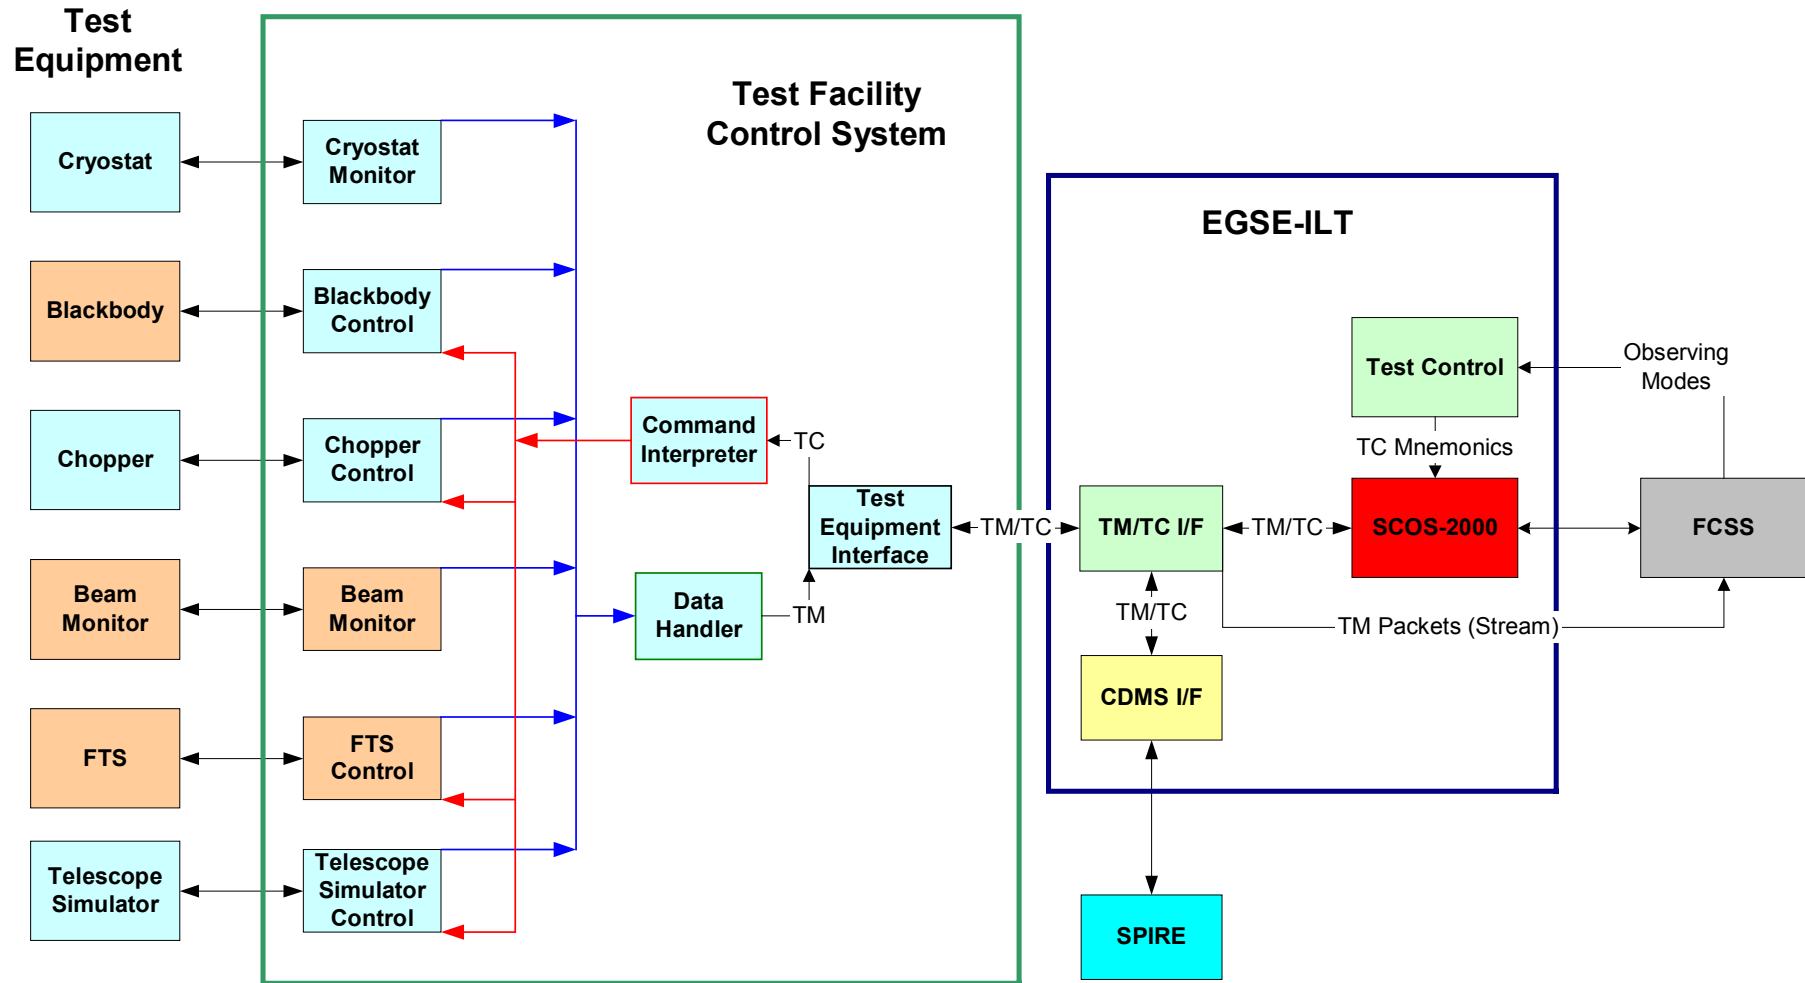 Test
Equipment
Test Facility
Control System
EGSE-ILT
Cryostat
Cryostat
Monitor
Blackbody
Blackbody
Control
Chopper
Chopper
Control
Beam
Monitor
Beam
Monitor
FTS
FTS
Control
Telescope
Simulator
Telescope
Simulator
Control
Command
Interpreter
TC
Test
Equipment
Interface
Data
Handler
TM
TM/TC
TM/TC I/F
TM/TC
SCOS-2000
Test Control
TC Mnemonics
Observing
Modes
FCSS
TM/TC
TM Packets (Stream)
CDMS I/F
SPIRE